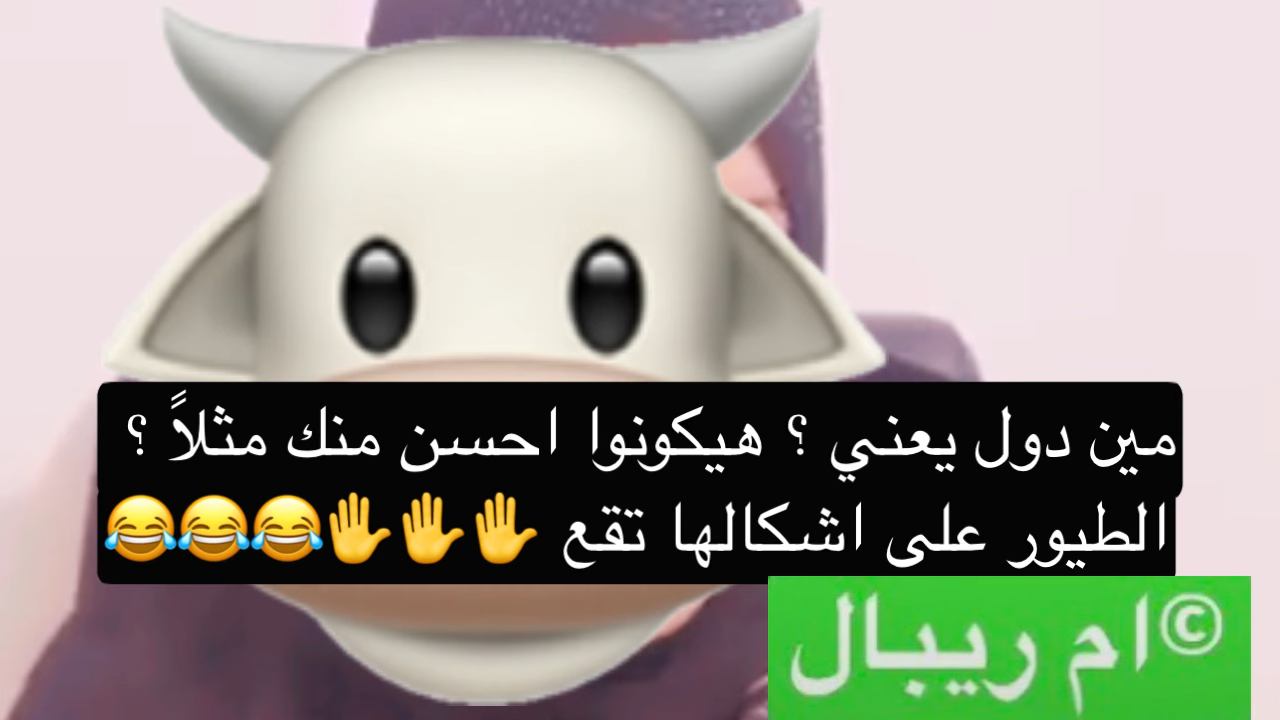 مين دول يعني ؟ هيكونوا احسن منك مثلاً ؟
الطيور على اشكالها تقع ✋✋✋😂😂😂
©ام ريبال